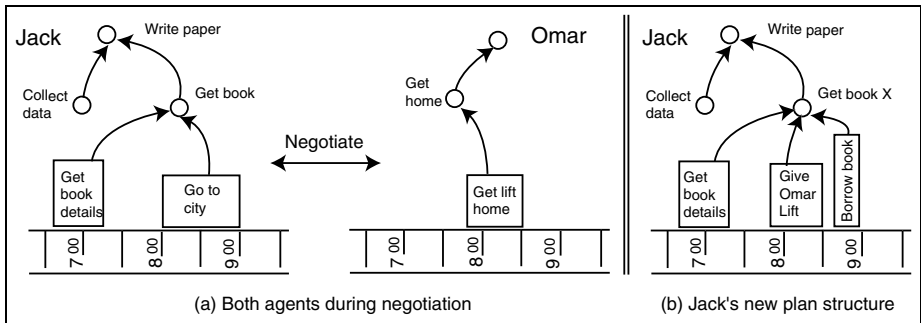 Jack
Write paper
Collect
data
Get book
Get
book
details
Go to
city
7 00
8 00
9 00
Negotiate
Omar
Get
home
Get lift
home
7 00
8 00
9 00
(a) Both agents during negotiation
Jack
Write paper
Collect
data
Get book X
Get
book
details
Give
Omar
Lift
Borrow book
7 00
8 00
9 00
(b) Jack's new plan structure